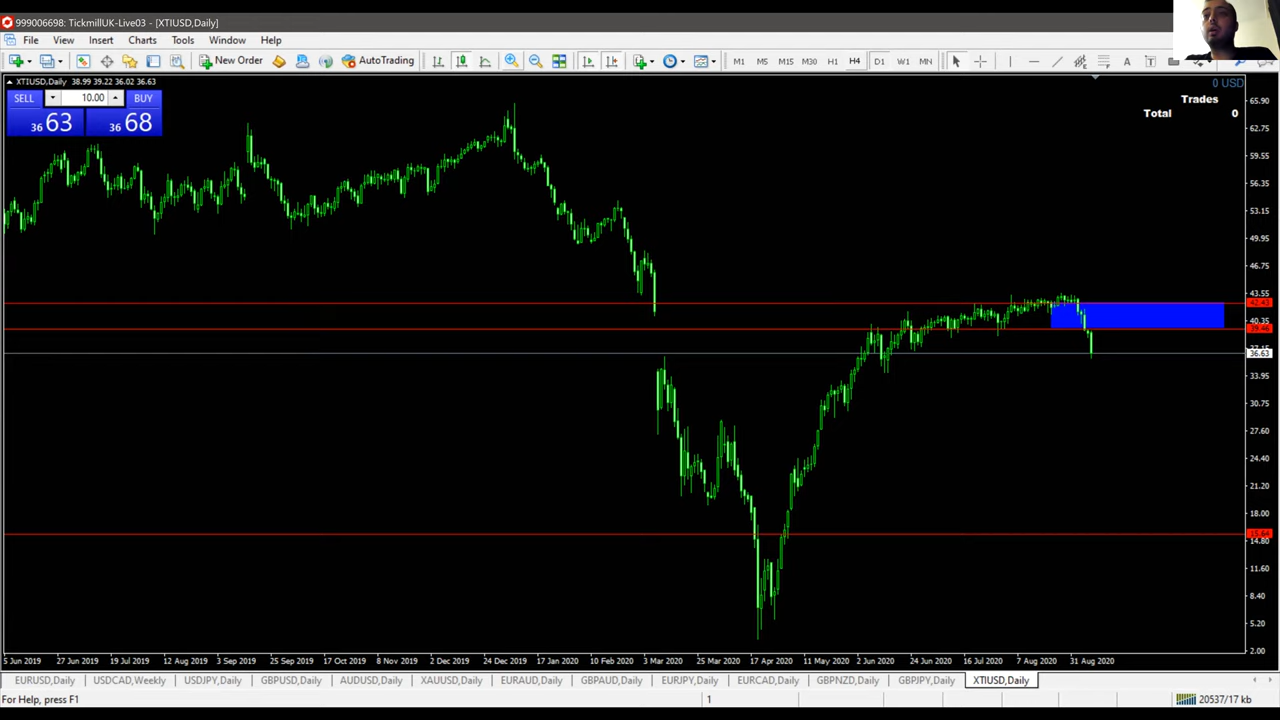 999006698: TickmillUK-Live03 - [XTIUSD,Daily]
File View Insert Charts Tools Window Help
New Order AutoTrading M1 M5 M15 M30 H1 H4 D1 W1 MN A T
XTIUSD,Daily 38.99 39.22 36.02 36.63
0 USD
SELL 10.00 BUY
Trades
36 63 36 68
Total 0
65.90
62.75
59.55
56.35
53.15
49.95
46.75
43.55
42.43
40.35
39.46
36.63
33.95
30.75
27.60
24.40
21.20
18.00
15.64
14.80
11.60
8.40
5.20
2.00
5 Jun 2019 27 Jun 2019 19 Jul 2019 12 Aug 2019 3 Sep 2019 25 Sep 2019 17 Oct 2019 8 Nov 2019 2 Dec 2019 24 Dec 2019 17 Jan 2020 10 Feb 2020 3 Mar 2020 25 Mar 2020 17 Apr 2020 11 May 2020 2 Jun 2020 24 Jun 2020 16 Jul 2020 7 Aug 2020 31 Aug 2020
EURUSD,Daily USDCAD,Weekly USDJPY,Daily GBPUSD,Daily AUDUSD,Daily XAUUSD,Daily EURAUD,Daily GBPAUD,Daily EURJPY,Daily EURCAD,Daily GBPNZD,Daily GBPJPY,Daily XTIUSD,Daily
For Help, press F1 1 20537/17 kb